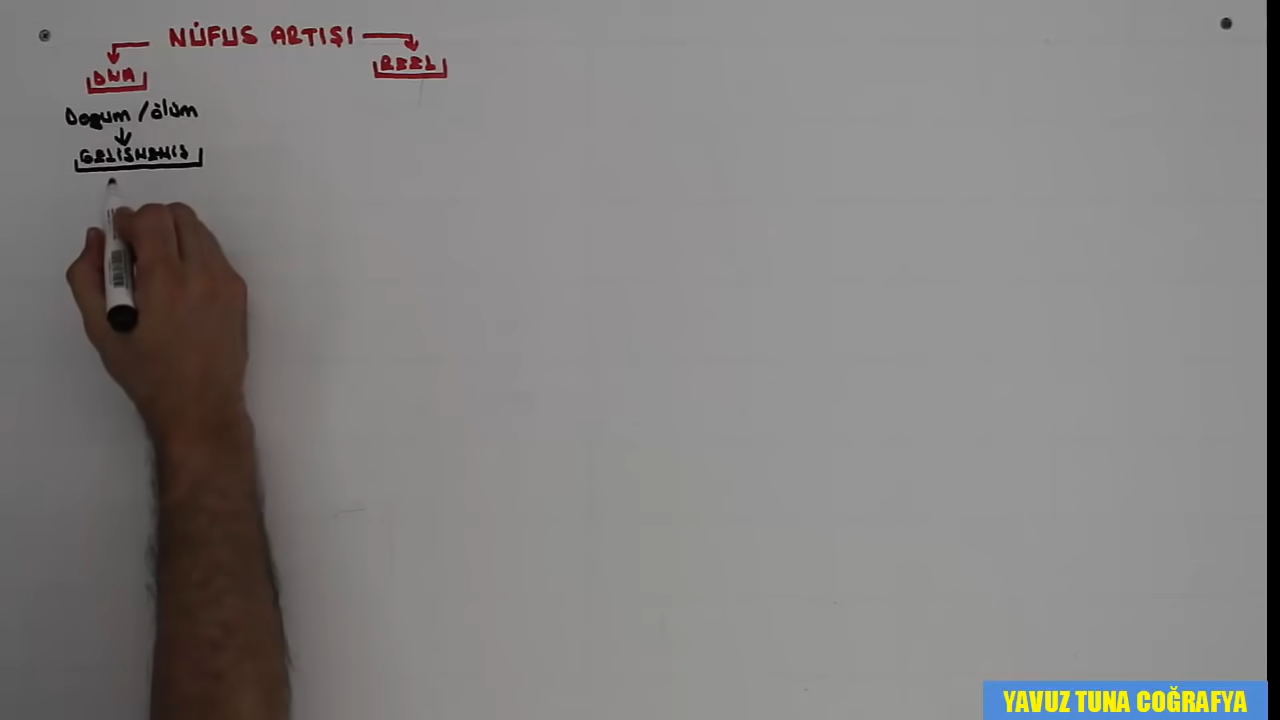 NÜFUS ARTIŞI
DNA
REEL
Doğum / ölüm
GELİŞMEMİŞ
YAVUZ TUNA COĞRAFYA